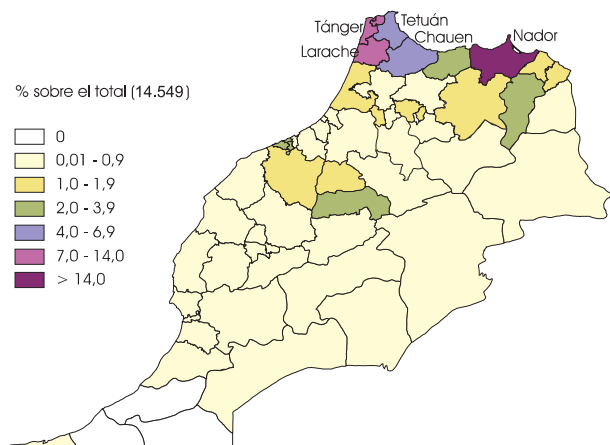 Tánger
Tetuán
Chauen
Nador
Larache
% sobre el total (14.549)
0
0,01 - 0,9
1,0 - 1,9
2,0 - 3,9
4,0 - 6,9
7,0 - 14,0
> 14,0